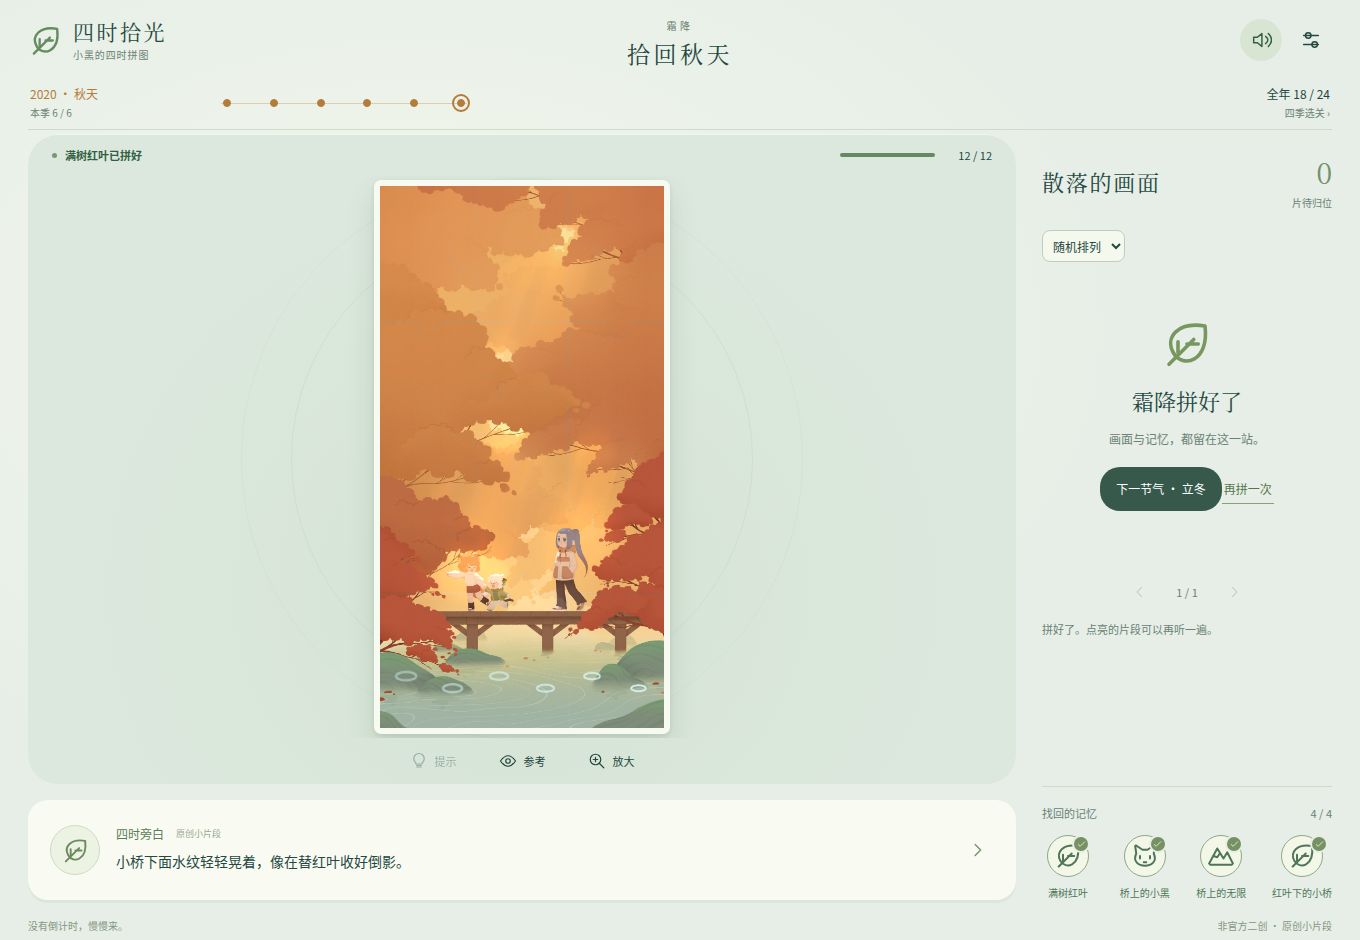 四时拾光
小黑的四时拼图
霜降
拾回秋天
2020 · 秋天
本季 6 / 6
全年 18 / 24
四季选关 ›
满树红叶已拼好
12 / 12
散落的画面
0
片待归位
随机排列
霜降拼好了
画面与记忆，都留在这一站。
下一节气 · 立冬
再拼一次
1 / 1
拼好了。点亮的片段可以再听一遍。
提示
参考
放大
四时旁白
原创小片段
小桥下面水纹轻轻晃着，像在替红叶收好倒影。
找回的记忆
4 / 4
满树红叶
桥上的小黑
桥上的无限
红叶下的小桥
没有倒计时，慢慢来。
非官方二创 · 原创小片段